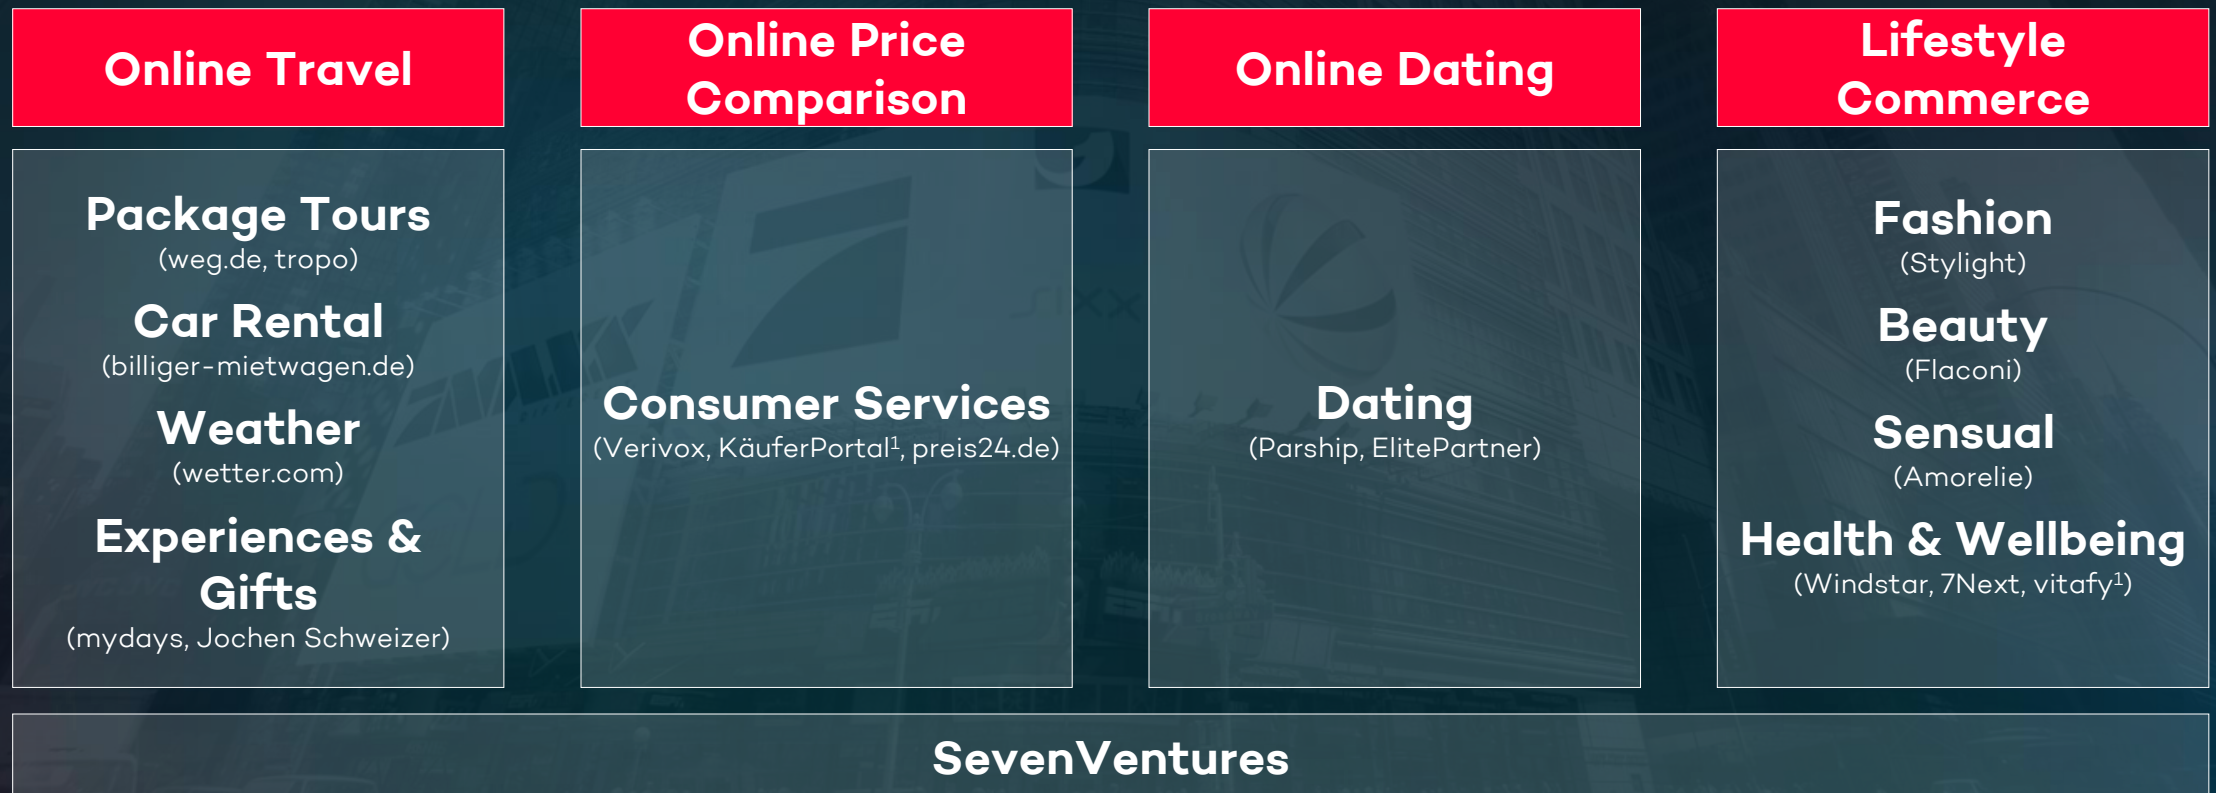 Online Travel
Package Tours
(weg.de, tropo)
Car Rental
(billiger-mietwagen.de)
Weather
(wetter.com)
Experiences &
Gifts
(mydays, Jochen Schweizer)
Online Price
Comparison
Consumer Services
(Verivox, KäuferPortal¹, preis24.de)
Online Dating
Dating
(Parship, ElitePartner)
Lifestyle
Commerce
Fashion
(Stylight)
Beauty
(Flaconi)
Sensual
(Amorelie)
Health & Wellbeing
(Windstar, 7Next, vitafy¹)
SevenVentures
sixx